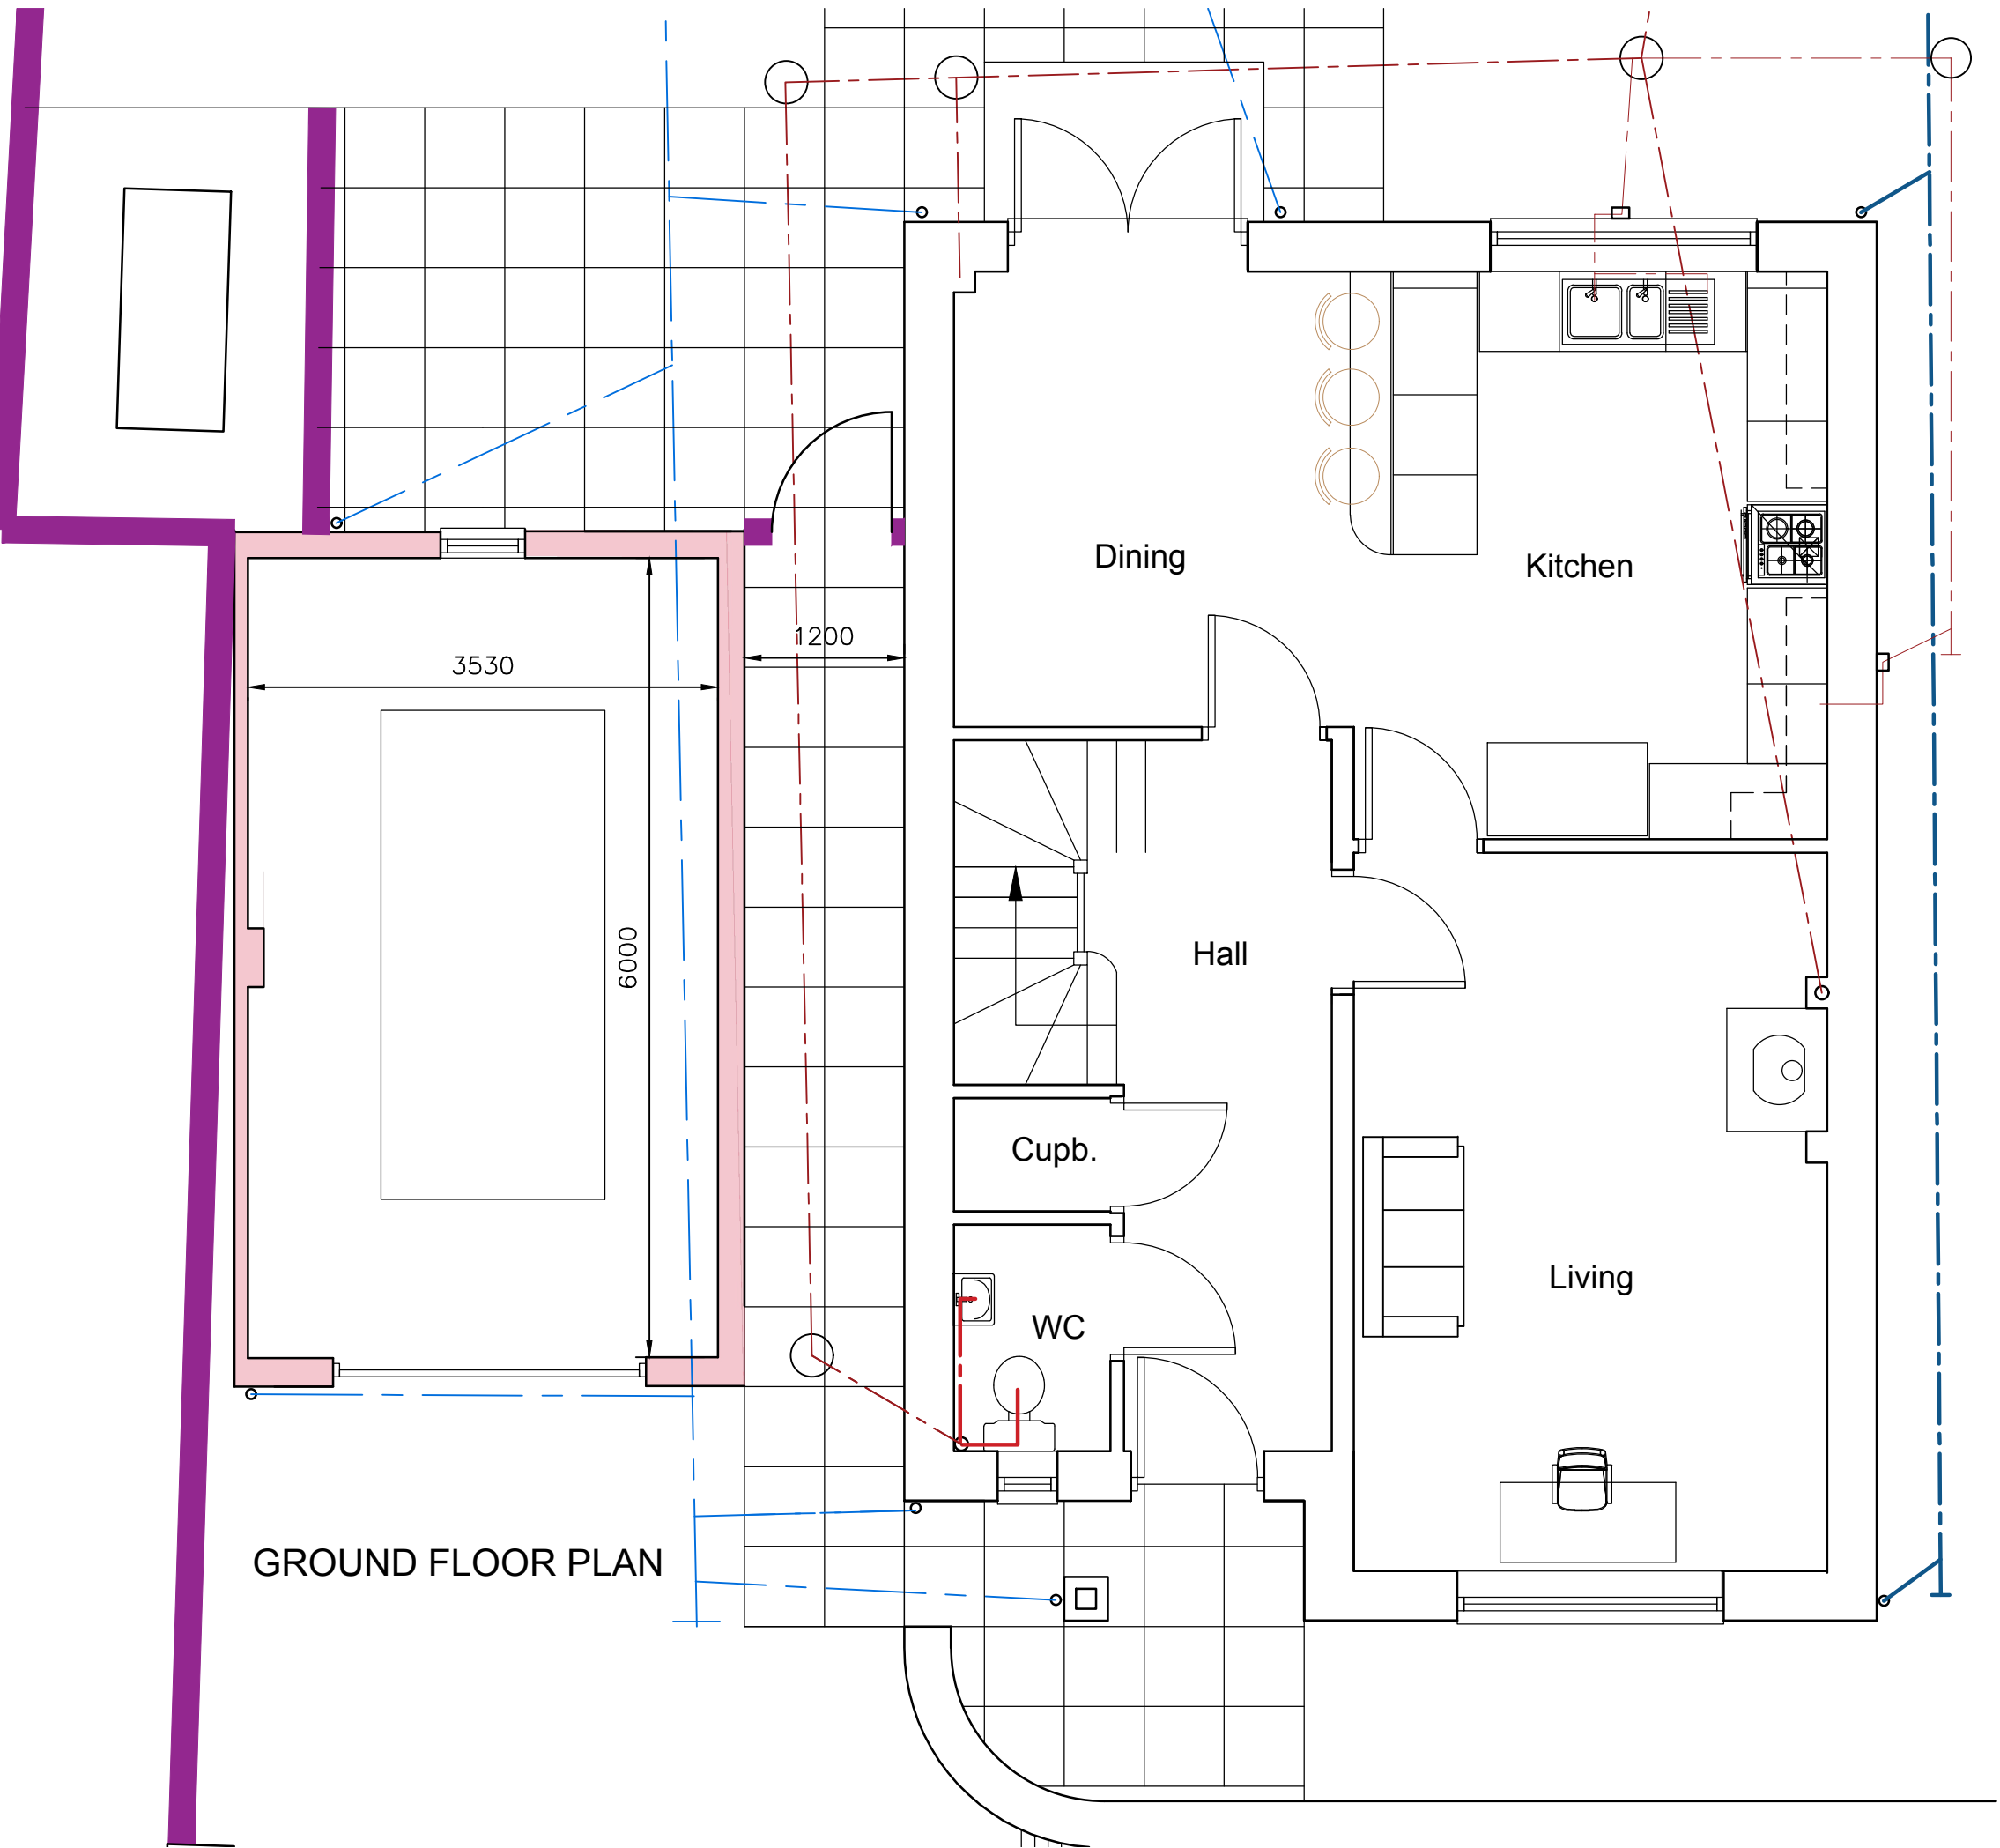 Dining
Kitchen
1200
3530
6000
Hall
Cupb.
WC
Living
GROUND FLOOR PLAN